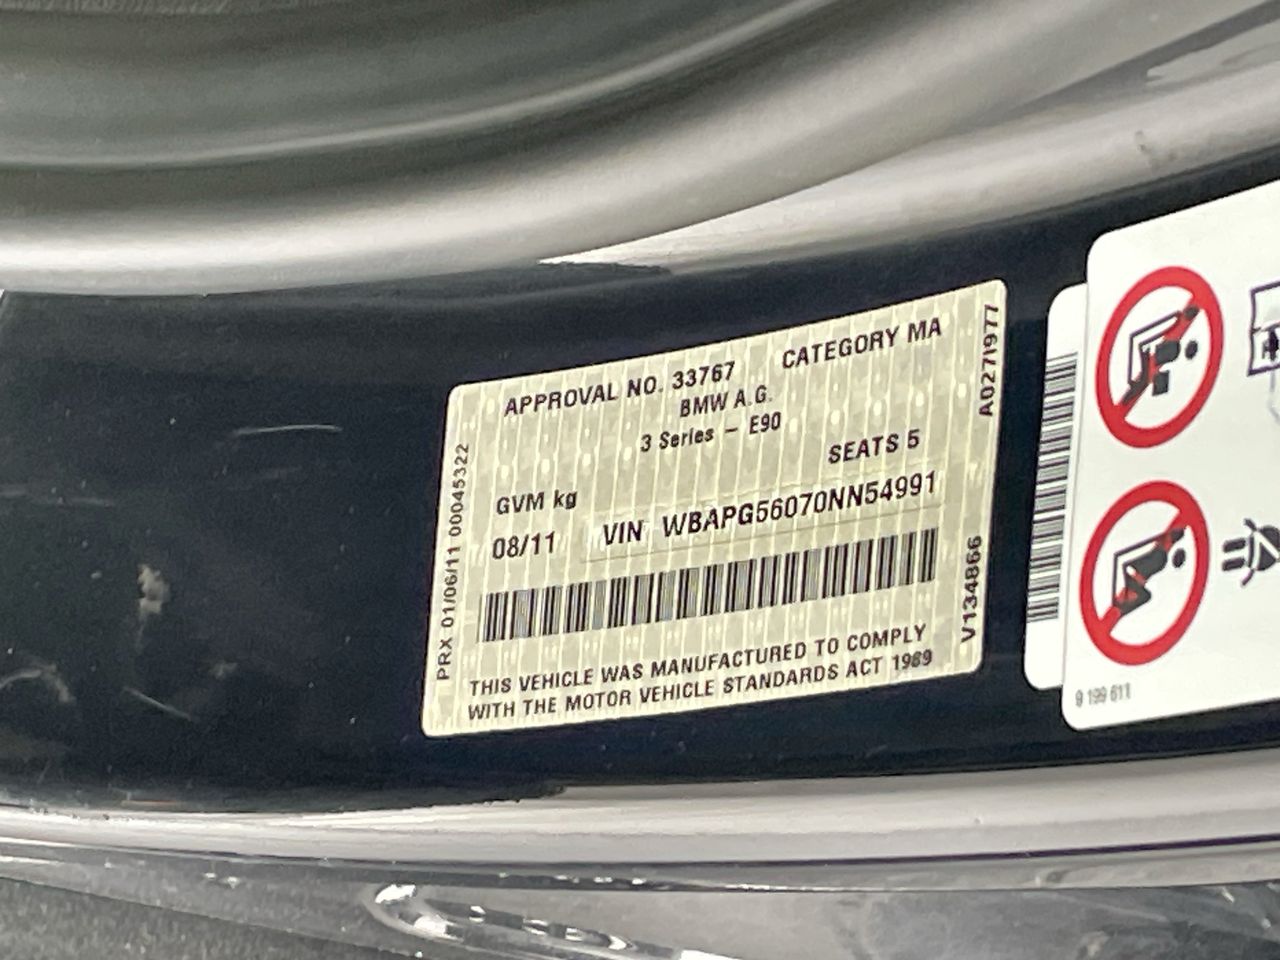 APPROVAL NO. 33767 CATEGORY MA
BMW A.G.
3 Series - E90
SEATS 5
GVM kg
08/11 VIN WBAPG56070NN54991
THIS VEHICLE WAS MANUFACTURED TO COMPLY
WITH THE MOTOR VEHICLE STANDARDS ACT 1989
PRX 01/06/11 00045322
A0271977
V134866
9 199 611